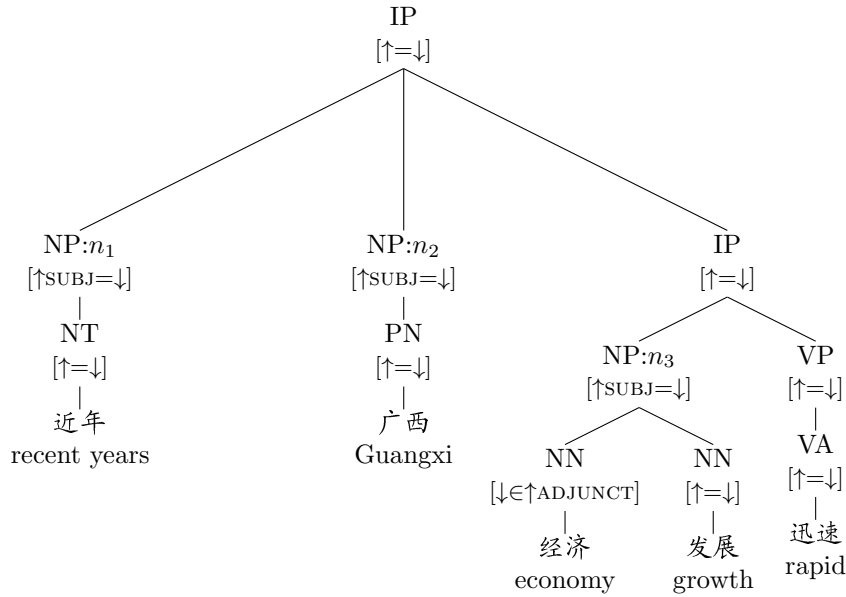 IP
[↑=↓]
NP:n₁ NP:n₂ IP
[↑SUBJ=↓] [↑SUBJ=↓] [↑=↓]
NT PN NP:n₃ VP
[↑=↓] [↑=↓] [↑SUBJ=↓] [↑=↓]
近年 广西 NN NN VA
recent years Guangxi [↓∈↑ADJUNCT] [↑=↓] [↑=↓]
经济 发展 迅速
economy growth rapid